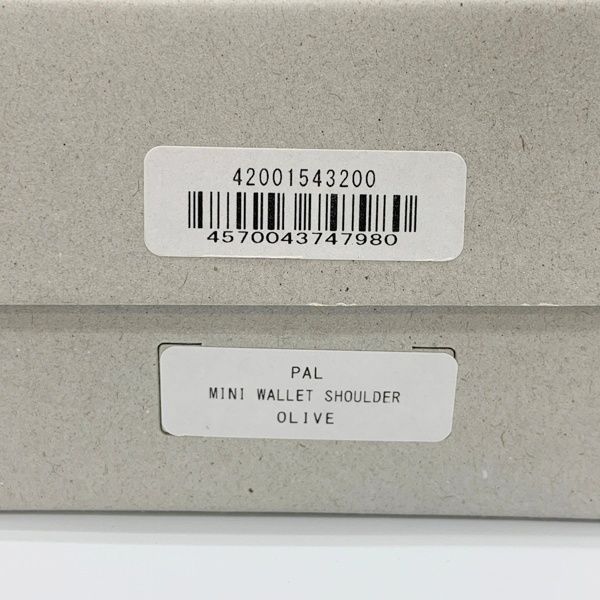 42001543200
4570043747980
PAL
MINI WALLET SHOULDER
OLIVE